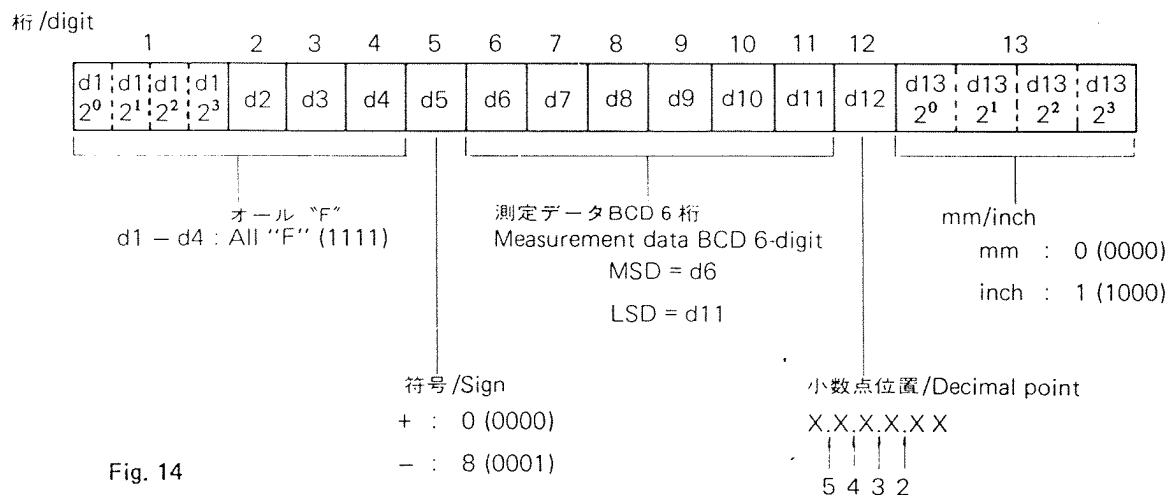 桁/digit
1 2 3 4 5 6 7 8 9 10 11 12 13
d1 d1 d1 d1 d2 d3 d4 d5 d6 d7 d8 d9 d10 d11 d12 d13 d13 d13 d13
2⁰ 2¹ 2² 2³ 2⁰ 2¹ 2² 2³
オール "F"
d1 – d4 : All "F" (1111)
測定データBCD 6 桁
Measurement data BCD 6-digit
MSD = d6
LSD = d11
mm/inch
mm : 0 (0000)
inch : 1 (1000)
符号/Sign
+ : 0 (0000)
– : 8 (0001)
小数点位置/Decimal point
X.X.X.X.X X
5 4 3 2
Fig. 14